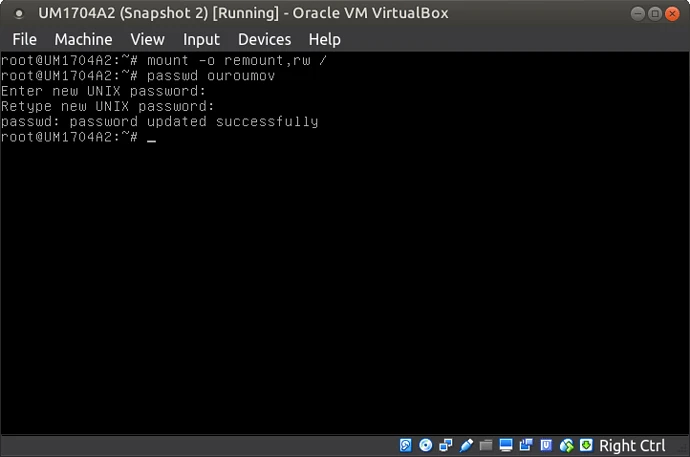 UM1704A2 (Snapshot 2) [Running] - Oracle VM VirtualBox
File Machine View Input Devices Help
root@UM1704A2:~# mount -o remount,rw /
root@UM1704A2:~# passwd ouroumov
Enter new UNIX password:
Retype new UNIX password:
passwd: password updated successfully
root@UM1704A2:~# _
Right Ctrl